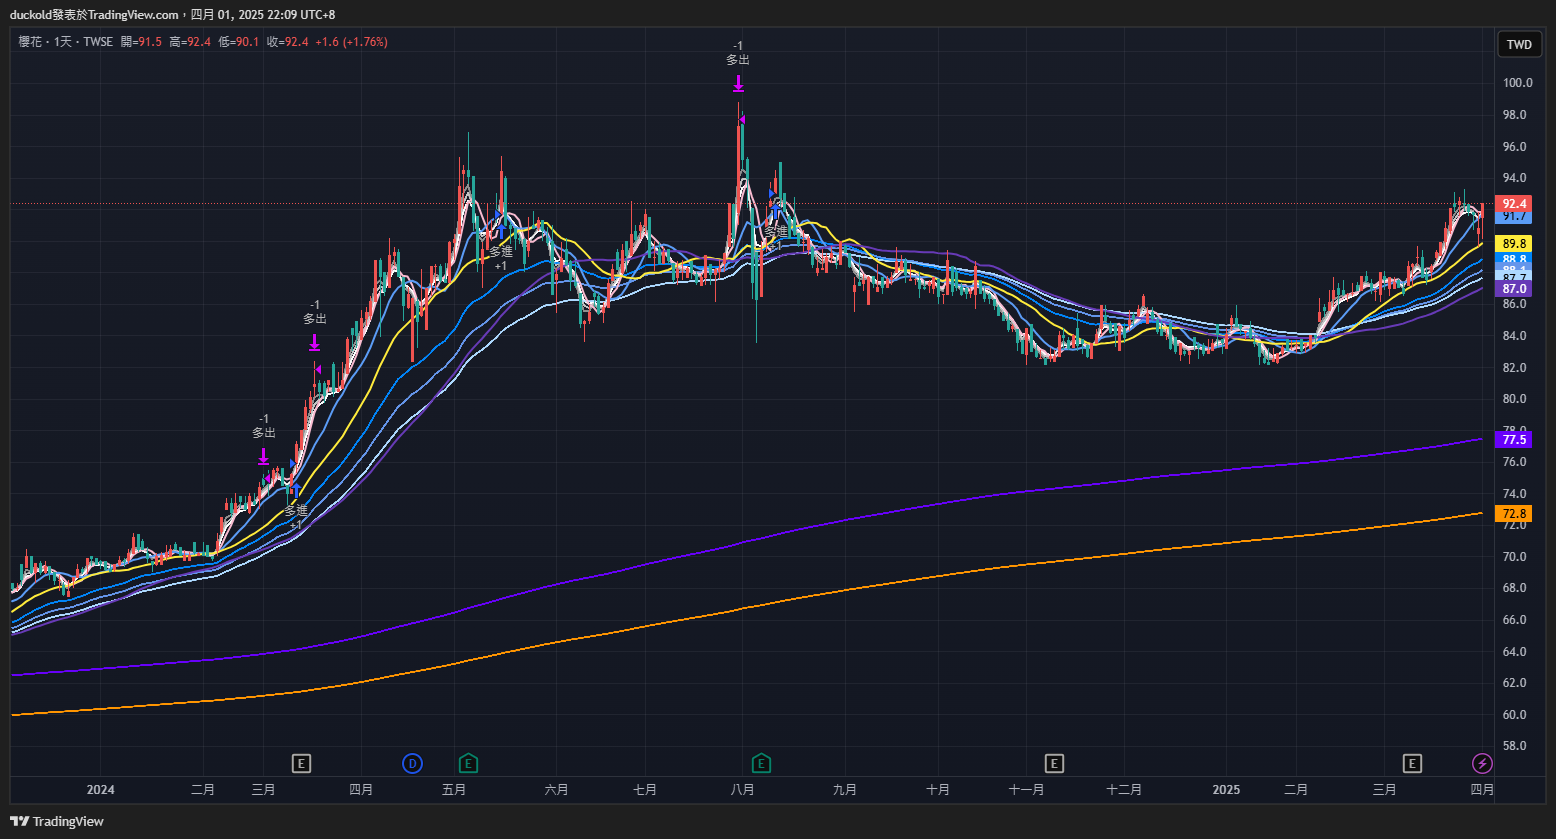 duckold發表於TradingView.com，四月 01, 2025 22:09 UTC+8
櫻花 · 1天 · TWSE 開=91.5 高=92.4 低=90.1 收=92.4 +1.6 (+1.76%)
TWD
-1
多出
-1
多出
-1
多出
多進
+1
多進
+1
多進
+1
100.0
98.0
96.0
94.0
92.4
91.7
89.8
88.8
87.7
87.0
86.0
84.0
82.0
80.0
78.0
77.5
76.0
74.0
72.8
72.0
70.0
68.0
66.0
64.0
62.0
60.0
58.0
E D E E E E
2024 二月 三月 四月 五月 六月 七月 八月 九月 十月 十一月 十二月 2025 二月 三月 四月
TradingView